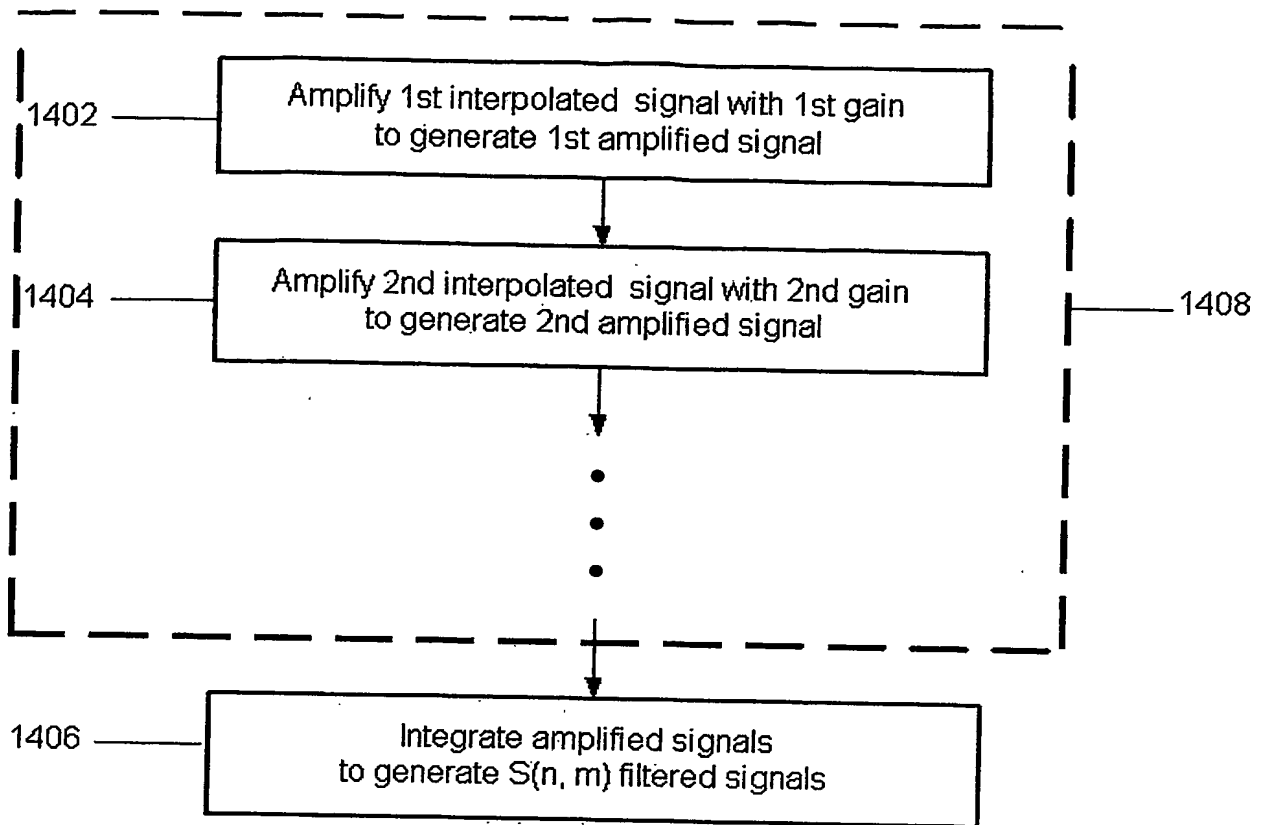 1402
Amplify 1st interpolated signal with 1st gain
to generate 1st amplified signal
1404
Amplify 2nd interpolated signal with 2nd gain
to generate 2nd amplified signal
1408
1406
Integrate amplified signals
to generate S(n, m) filtered signals